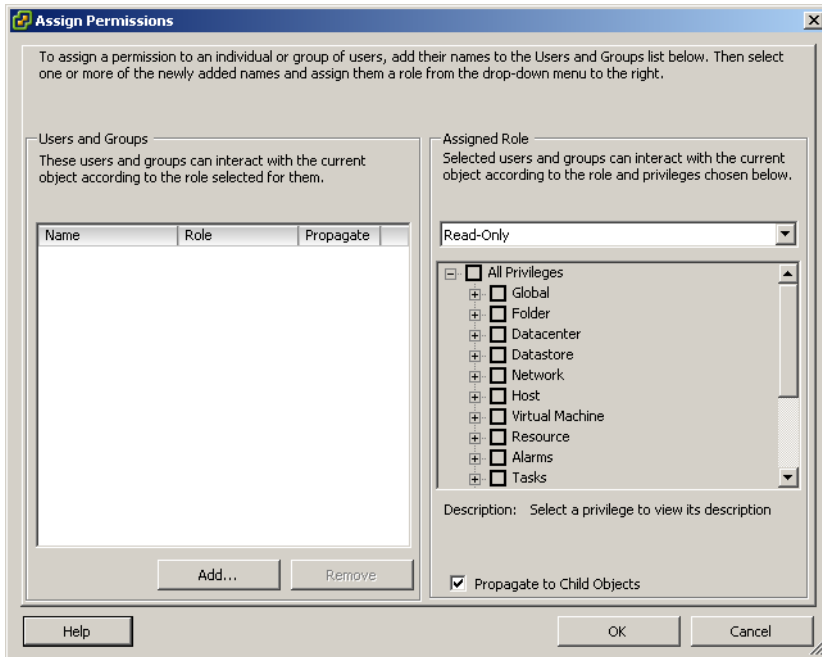 Assign Permissions
To assign a permission to an individual or group of users, add their names to the Users and Groups list below. Then select
one or more of the newly added names and assign them a role from the drop-down menu to the right.
Users and Groups
These users and groups can interact with the current
object according to the role selected for them.
Name Role Propagate
Add... Remove
Assigned Role
Selected users and groups can interact with the current
object according to the role and privileges chosen below.
Read-Only
All Privileges
Global
Folder
Datacenter
Datastore
Network
Host
Virtual Machine
Resource
Alarms
Tasks
Description: Select a privilege to view its description
Propagate to Child Objects
Help OK Cancel